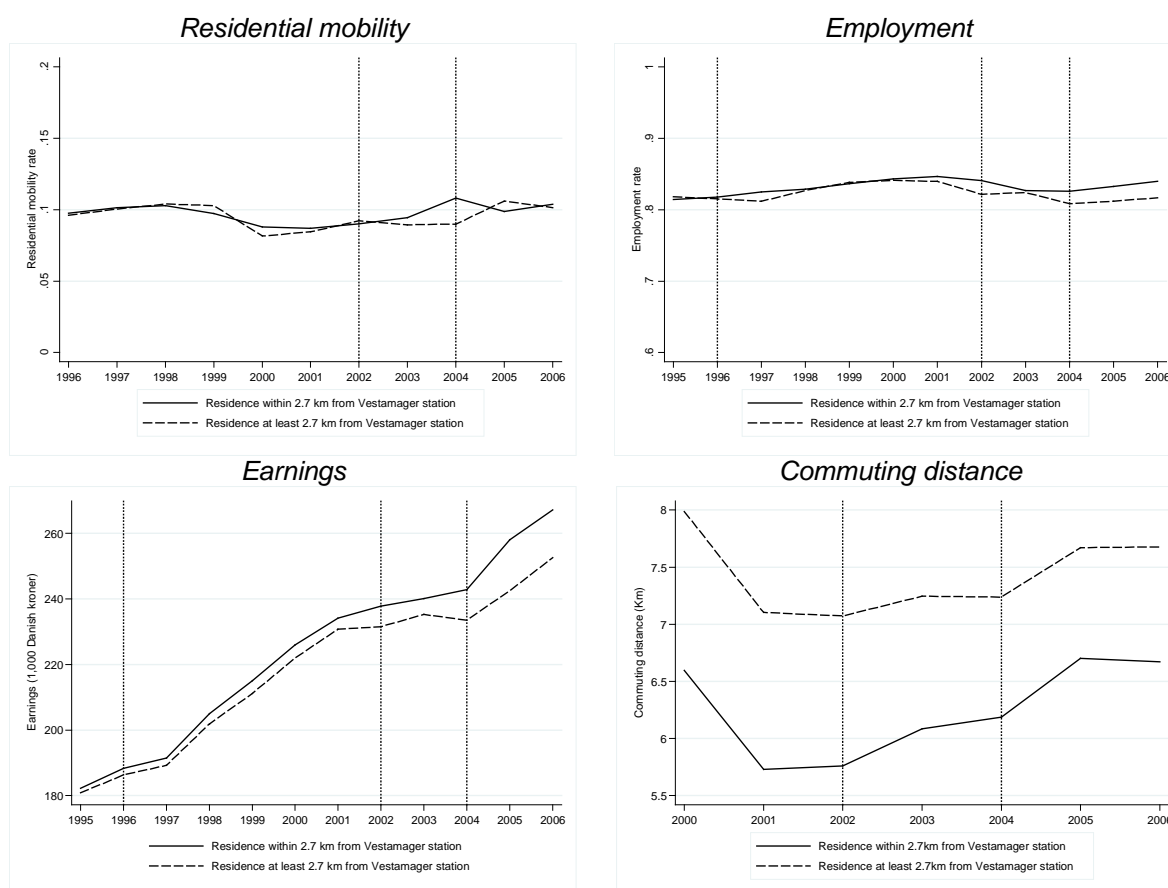 Residential mobility
Residential mobility rate
.2
.15
.1
.05
0
1996 1997 1998 1999 2000 2001 2002 2003 2004 2005 2006
Residence within 2.7 km from Vestamager station
Residence at least 2.7 km from Vestamager station
Employment
Employment rate
1
.9
.8
.7
.6
1995 1996 1997 1998 1999 2000 2001 2002 2003 2004 2005 2006
Residence within 2.7 km from Vestamager station
Residence at least 2.7 km from Vestamager station
Earnings
Earnings (1,000 Danish kroner)
260
240
220
200
180
1995 1996 1997 1998 1999 2000 2001 2002 2003 2004 2005 2006
Residence within 2.7 km from Vestamager station
Residence at least 2.7 km from Vestamager station
Commuting distance
Commuting distance (Km)
8
7.5
7
6.5
6
5.5
2000 2001 2002 2003 2004 2005 2006
Residence within 2.7km from Vestamager station
Residence at least 2.7km from Vestamager station